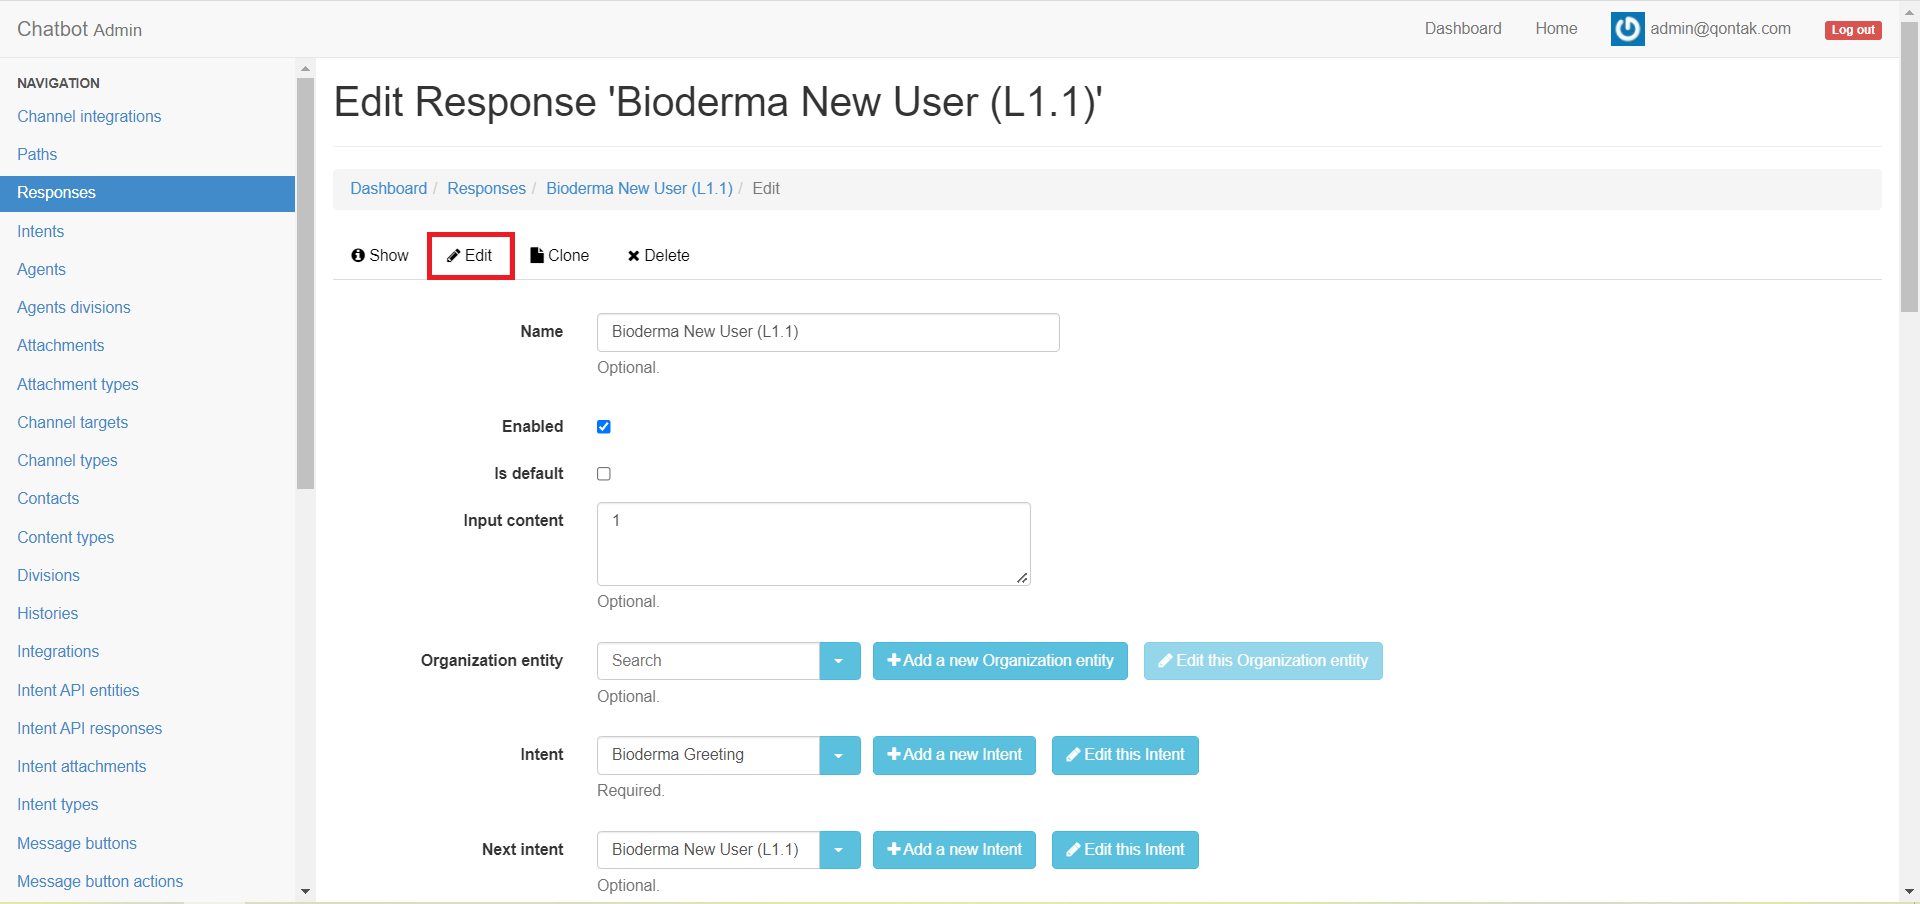 Chatbot Admin
Dashboard
Home
admin@qontak.com
Log out
NAVIGATION
Channel integrations
Paths
Responses
Intents
Agents
Agents divisions
Attachments
Attachment types
Channel targets
Channel types
Contacts
Content types
Divisions
Histories
Integrations
Intent API entities
Intent API responses
Intent attachments
Intent types
Message buttons
Message button actions
Edit Response 'Bioderma New User (L1.1)'
Dashboard / Responses / Bioderma New User (L1.1) / Edit
Show Edit Clone Delete
Name Bioderma New User (L1.1)
Optional.
Enabled
Is default
Input content 1
Optional.
Organization entity Search Add a new Organization entity Edit this Organization entity
Optional.
Intent Bioderma Greeting Add a new Intent Edit this Intent
Required.
Next intent Bioderma New User (L1.1) Add a new Intent Edit this Intent
Optional.